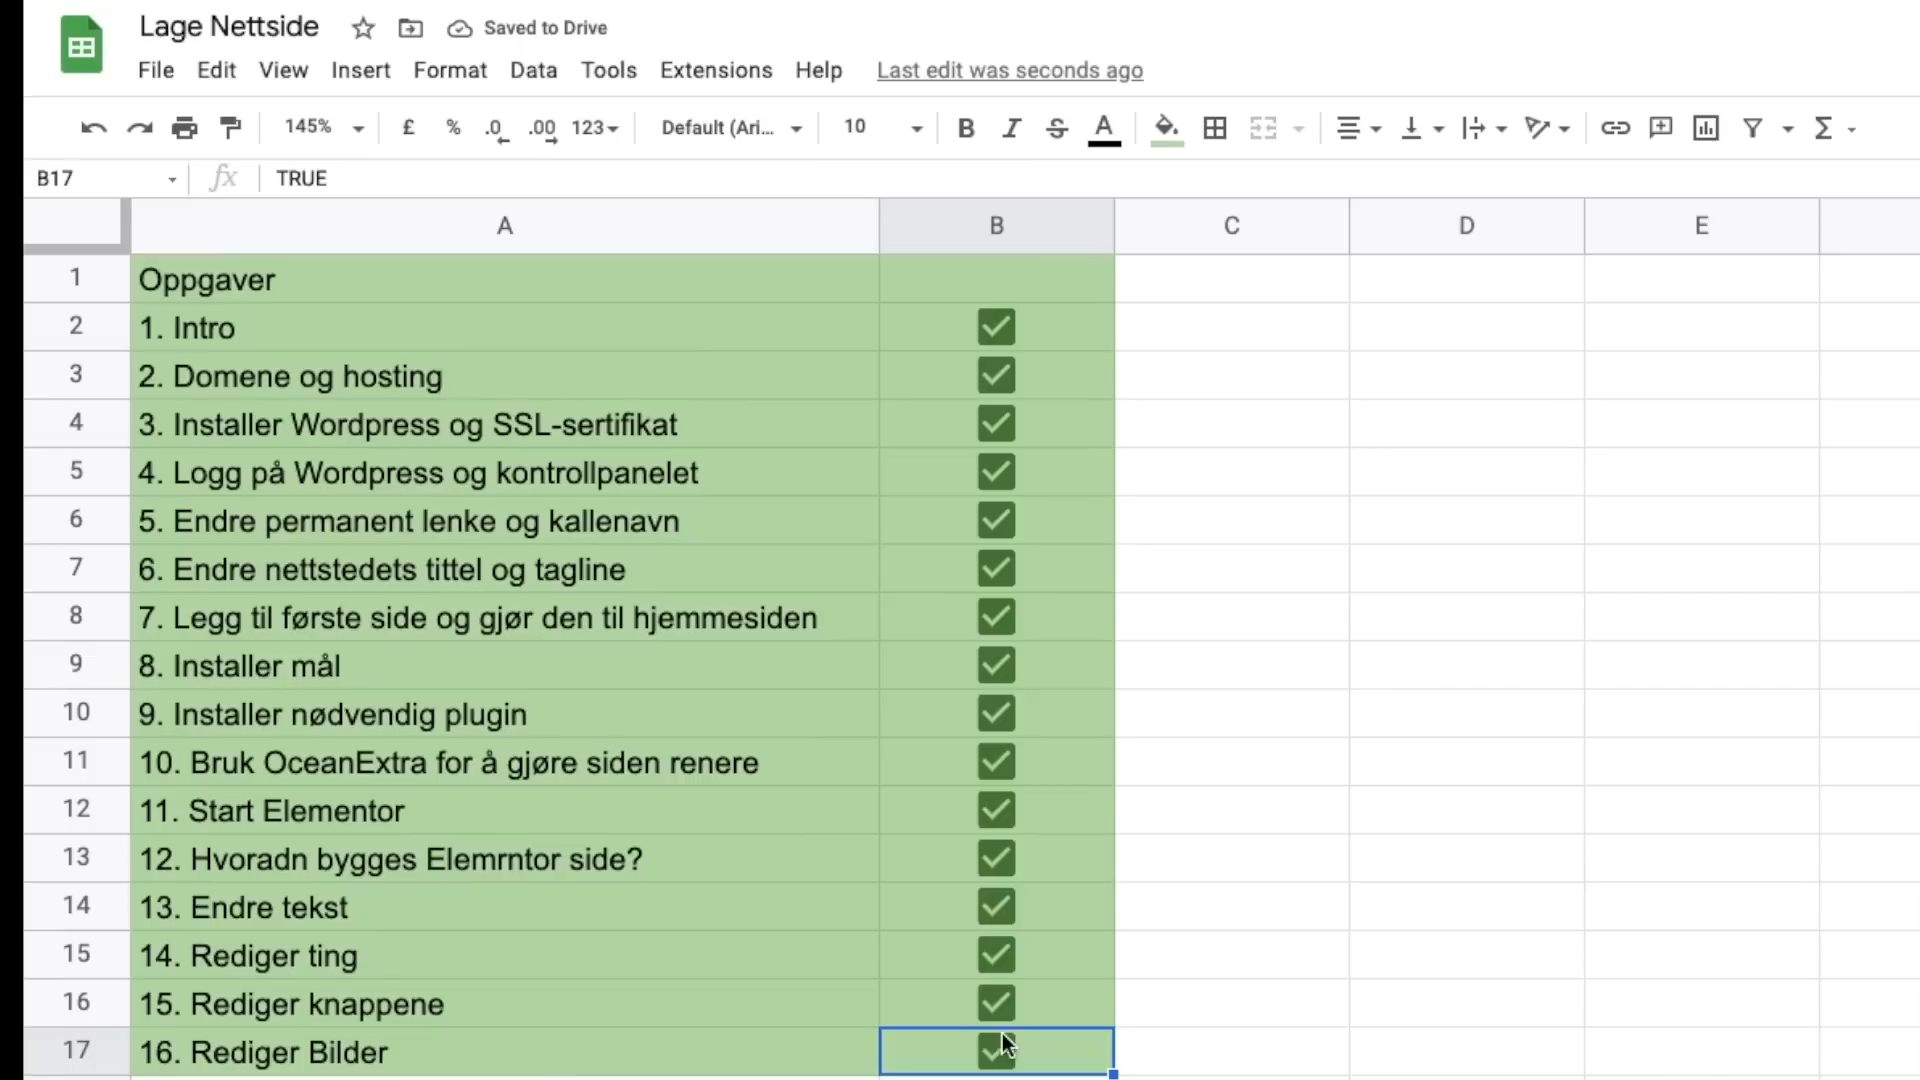 Lage Nettside Saved to Drive
File Edit View Insert Format Data Tools Extensions Help Last edit was seconds ago
145% £ % .0 .00 123 Default (Ari... 10 B I S A Σ
B17 fx TRUE
A B C D E
1 Oppgaver
2 1. Intro
3 2. Domene og hosting
4 3. Installer Wordpress og SSL-sertifikat
5 4. Logg på Wordpress og kontrollpanelet
6 5. Endre permanent lenke og kallenavn
7 6. Endre nettstedets tittel og tagline
8 7. Legg til første side og gjør den til hjemmesiden
9 8. Installer mål
10 9. Installer nødvendig plugin
11 10. Bruk OceanExtra for å gjøre siden renere
12 11. Start Elementor
13 12. Hvoradn bygges Elemrntor side?
14 13. Endre tekst
15 14. Rediger ting
16 15. Rediger knappene
17 16. Rediger Bilder